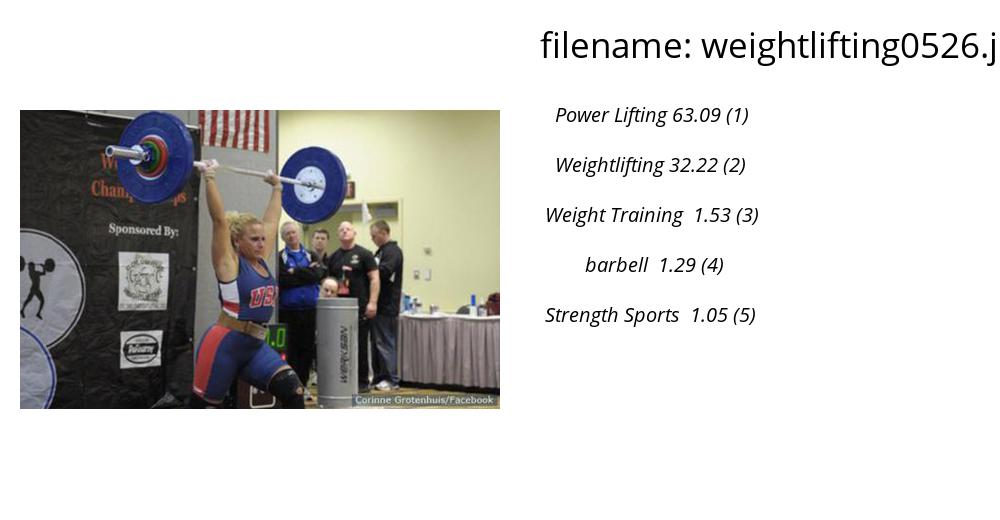 filename: weightlifting0526.j
Power Lifting 63.09 (1)
Weightlifting 32.22 (2)
Weight Training 1.53 (3)
barbell 1.29 (4)
Strength Sports 1.05 (5)
Sponsored By:
USA
WERKSAN
Corinne Grotenhuis/Facebook